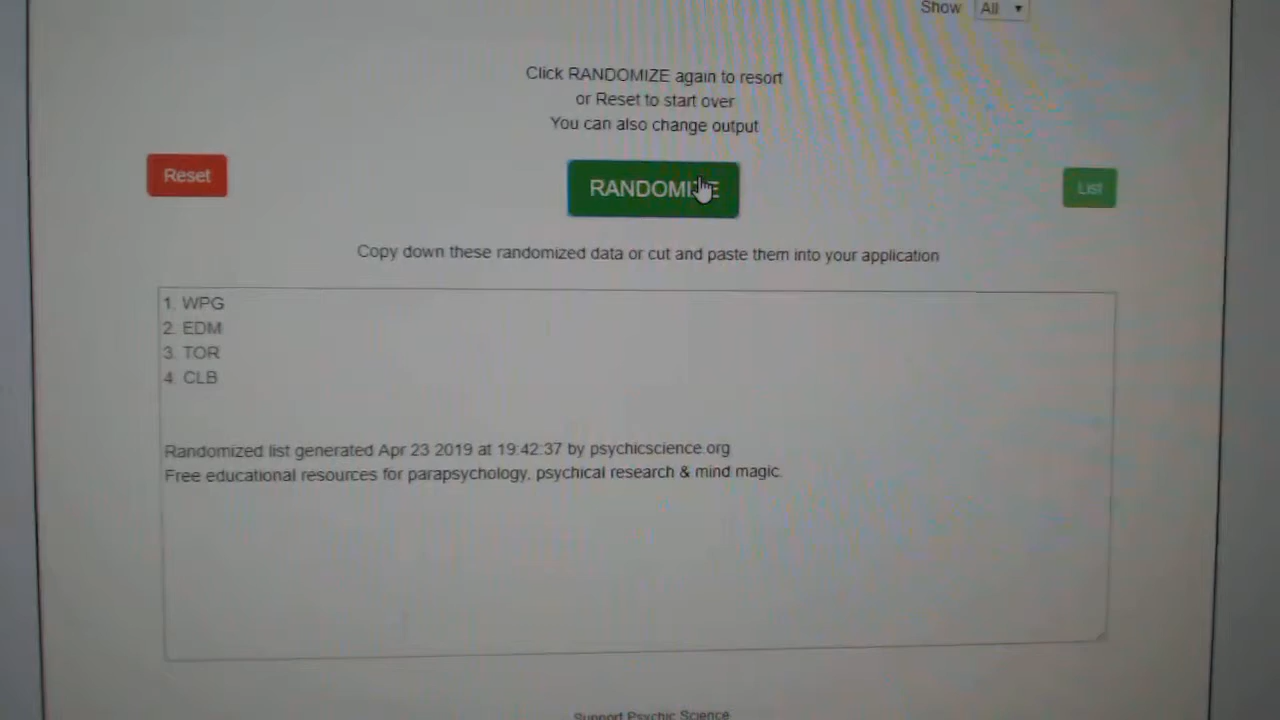 Show All
Click RANDOMIZE again to resort
or Reset to start over
You can also change output
Reset
RANDOMIZE
List
Copy down these randomized data or cut and paste them into your application
1. WPG
2. EDM
3. TOR
4. CLB
Randomized list generated Apr 23 2019 at 19:42:37 by psychicscience.org
Free educational resources for parapsychology, psychical research & mind magic.
Support Psychic Science